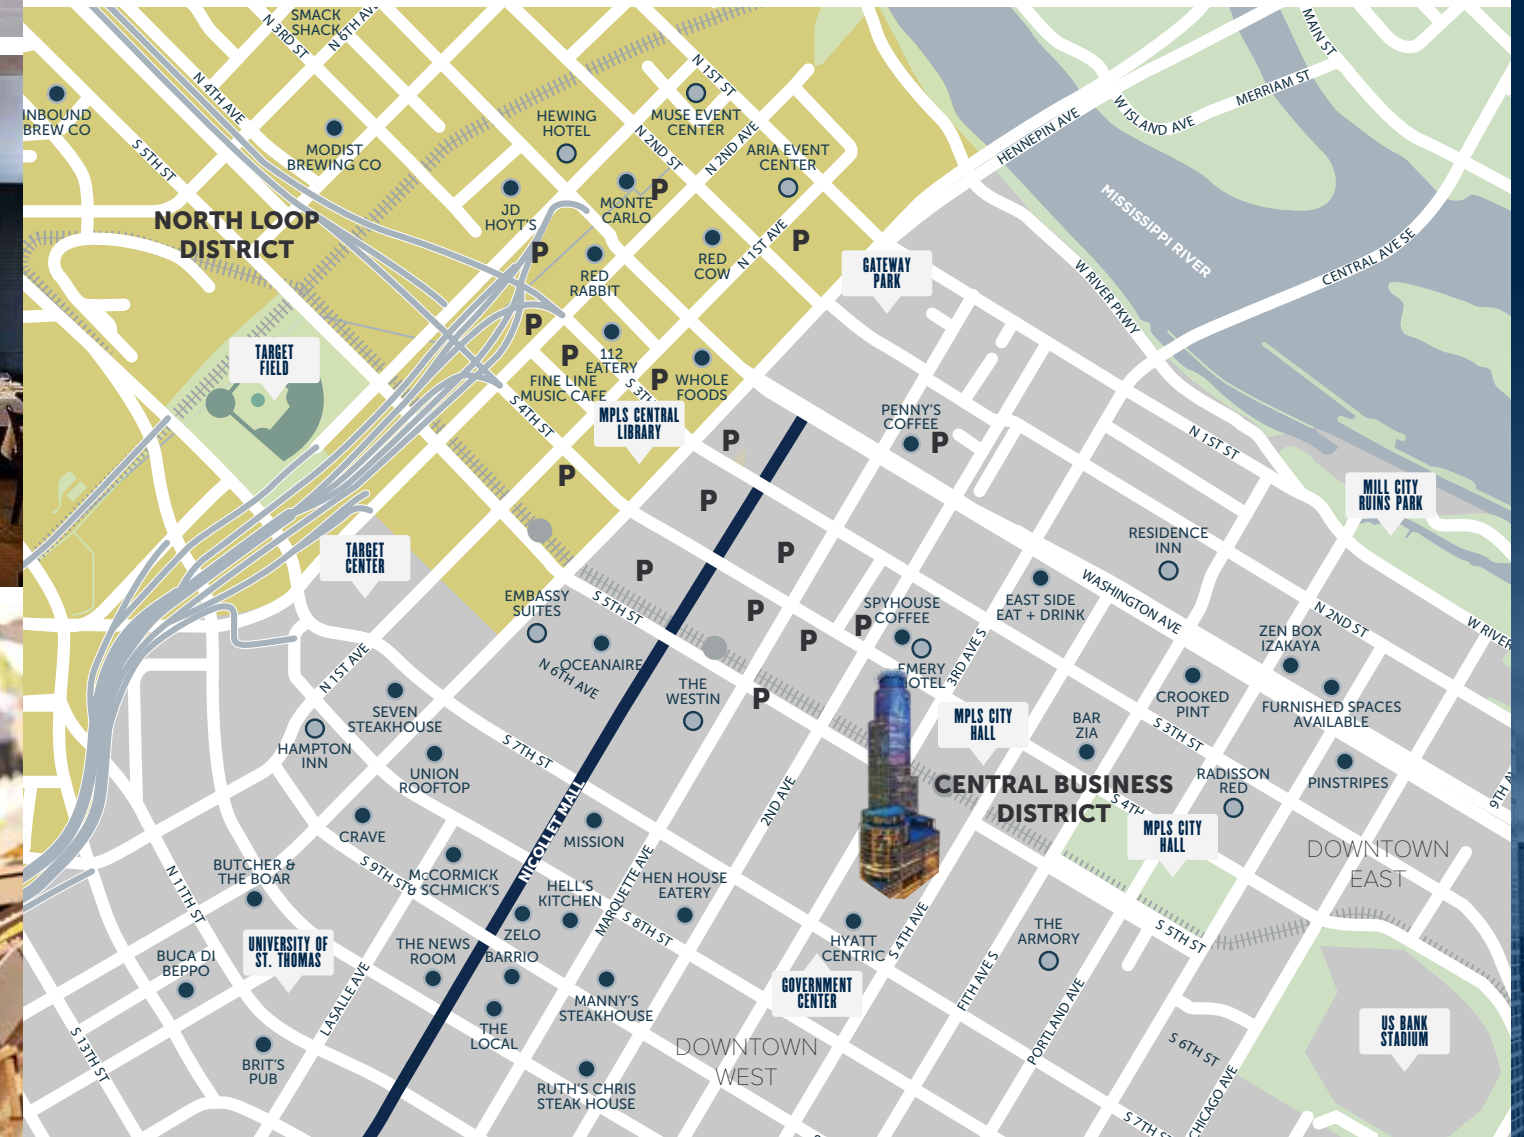 SMACK
SHACK
N 3RD ST
N 6TH AV
N 4TH AVE
INBOUND
BREW CO
S 5TH ST
MODIST
BREWING CO
HEWING
HOTEL
N 1ST ST
MUSE EVENT
CENTER
N 2ND ST
N 2ND AVE
ARIA EVENT
CENTER
MAIN ST
MERRIAM ST
W ISLAND AVE
HENNEPIN AVE
MISSISSIPPI RIVER
CENTRAL AVE SE
W RIVER PKWY
NORTH LOOP
DISTRICT
JD
HOYT'S
MONTE
CARLO
P
P
RED
RABBIT
RED
COW
N 1ST AVE
P
GATEWAY
PARK
TARGET
FIELD
P
P
112
EATERY
FINE LINE
MUSIC CAFE
S 3TH
P
WHOLE
FOODS
S 4TH ST
MPLS CENTRAL
LIBRARY
P
P
P
PENNY'S
COFFEE
P
N 1ST ST
MILL CITY
RUINS PARK
TARGET
CENTER
P
P
RESIDENCE
INN
WASHINGTON AVE
EMBASSY
SUITES
S 5TH ST
P
P
SPYHOUSE
COFFEE
P
EMERY
OTEL
EAST SIDE
EAT + DRINK
3RD AVE S
N 2ND ST
W RIVER
ZEN BOX
IZAKAYA
N 6TH AVE
OCEANAIRE
THE
WESTIN
P
N 1ST AVE
SEVEN
STEAKHOUSE
HAMPTON
INN
UNION
ROOFTOP
S 7TH ST
MPLS CITY
HALL
BAR
ZIA
CROOKED
PINT
FURNISHED SPACES
AVAILABLE
S 3TH ST
CENTRAL BUSINESS
DISTRICT
RADISSON
RED
PINSTRIPES
9TH A
2ND AVE
NICOLLET MALL
CRAVE
MISSION
S 4TH
MPLS CITY
HALL
DOWNTOWN
EAST
BUTCHER &
THE BOAR
S 9TH ST
McCORMICK
& SCHMICK'S
HELL'S
KITCHEN
MARQUETTE AVE
HEN HOUSE
EATERY
N 11TH ST
ZELO
S 8TH ST
UNIVERSITY OF
ST. THOMAS
THE NEWS
ROOM
BARRIO
HYATT
CENTRIC
S 4TH AVE
THE
ARMORY
S 5TH ST
BUCA DI
BEPPO
LASALLE AVE
MANNY'S
STEAKHOUSE
GOVERNMENT
CENTER
FITH AVE S
PORTLAND AVE
THE
LOCAL
S 13TH ST
BRIT'S
PUB
RUTH'S CHRIS
STEAK HOUSE
DOWNTOWN
WEST
S 6TH ST
US BANK
STADIUM
CHICAGO AVE
S 7TH ST